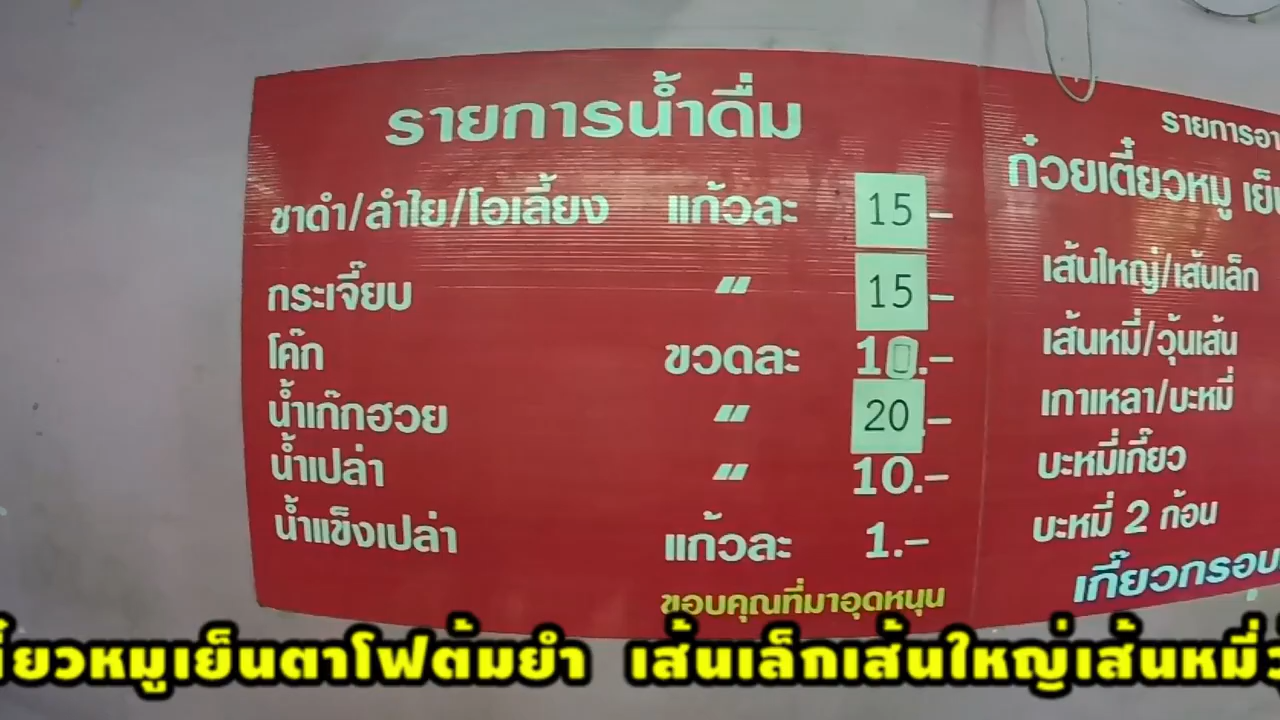 รายการน้ำดื่ม
ชาดำ/ลำไย/โอเลี้ยง แก้วละ 15 –
กระเจี๊ยบ " 15 –
โค๊ก ขวดละ 10.–
น้ำเก๊กฮวย " 20.–
น้ำเปล่า " 10.–
น้ำแข็งเปล่า แก้วละ 1.–
ขอบคุณที่มาอุดหนุน
รายการอา
ก๋วยเตี๋ยวหมู เย็น
เส้นใหญ่/เส้นเล็ก
เส้นหมี่/วุ้นเส้น
เกาเหลา/บะหมี่
บะหมี่เกี๊ยว
บะหมี่ 2 ก้อน
เกี๊ยวกรอบ
ี๋ยวหมูเย็นตาโฟต้มยำ เส้นเล็กเส้นใหญ่เส้นหมี่วุ